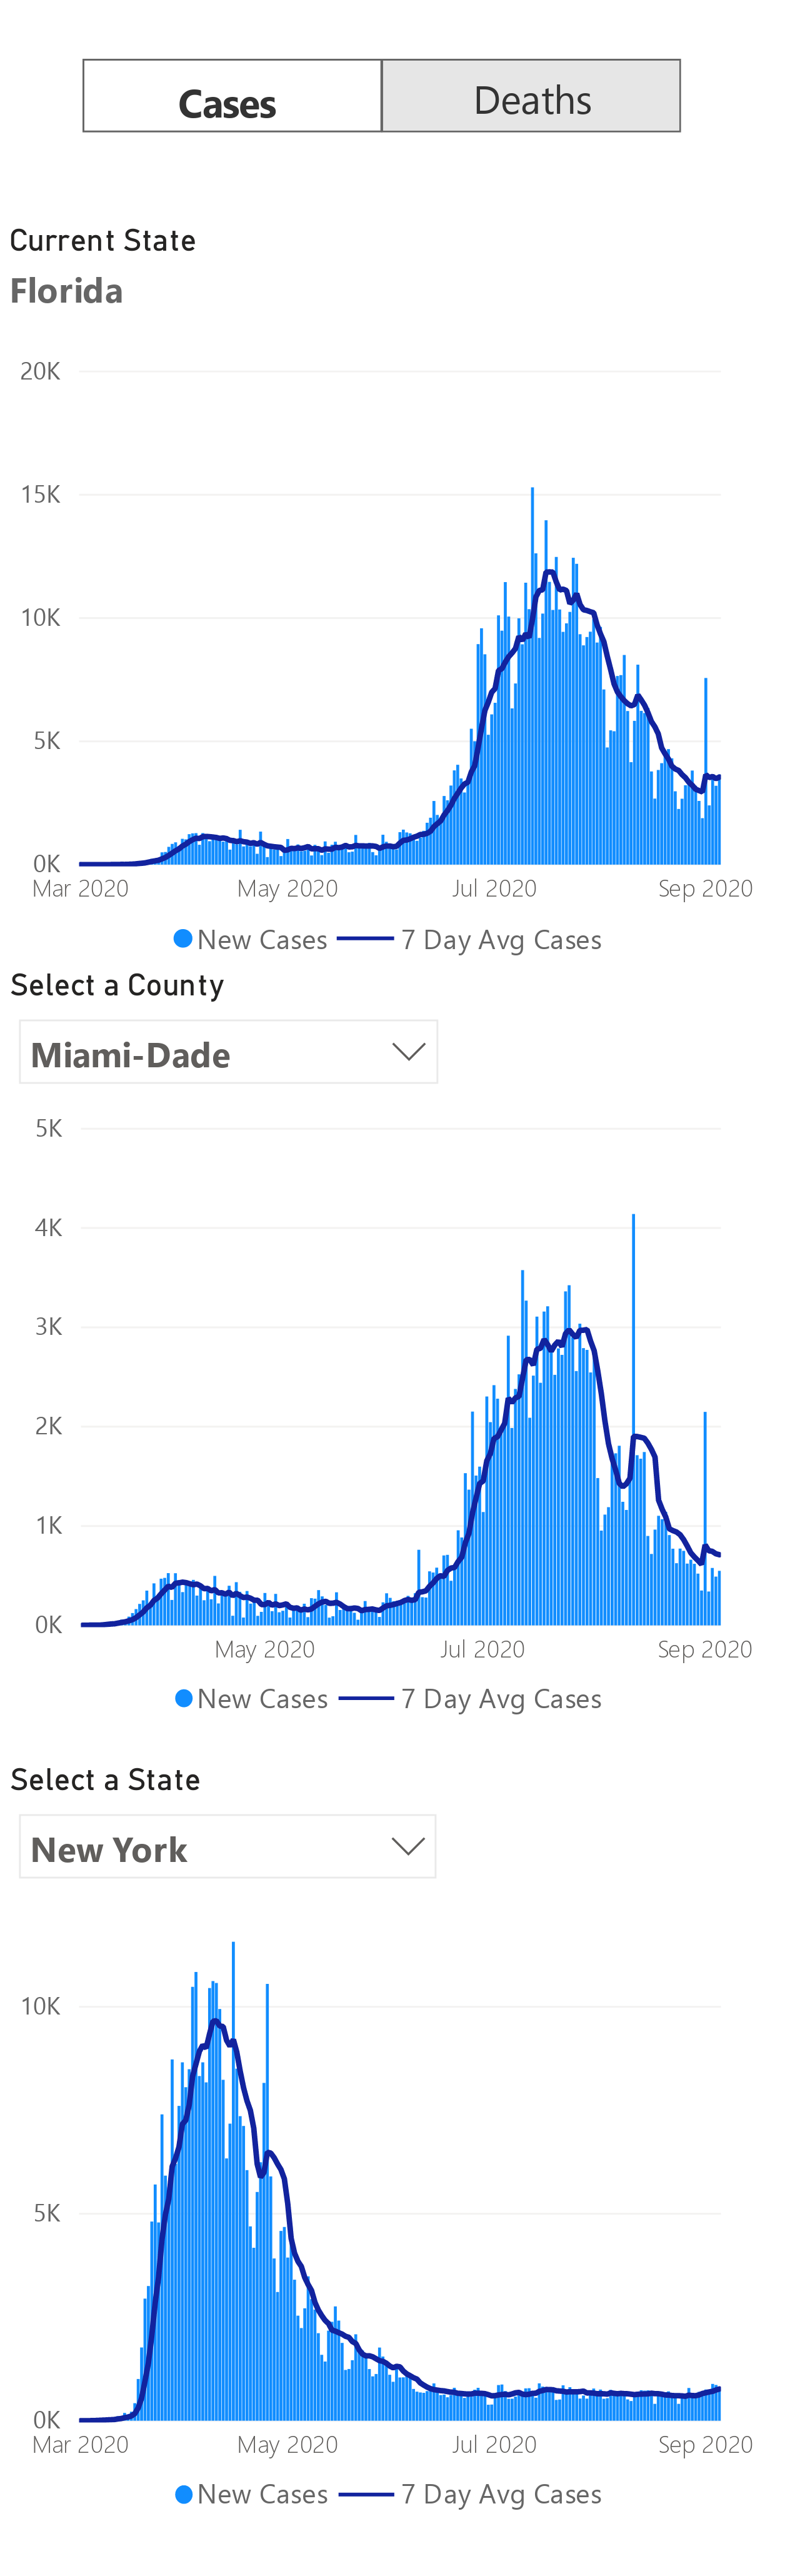 Cases Deaths
Current State
Florida
20K
15K
10K
5K
0K
Mar 2020 May 2020 Jul 2020 Sep 2020
New Cases 7 Day Avg Cases
Select a County
Miami-Dade
5K
4K
3K
2K
1K
0K
May 2020 Jul 2020 Sep 2020
New Cases 7 Day Avg Cases
Select a State
New York
10K
5K
0K
Mar 2020 May 2020 Jul 2020 Sep 2020
New Cases 7 Day Avg Cases